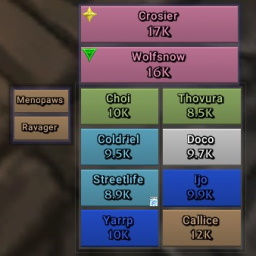 Crosier
17K
Wolfsnow
16K
Menopaws
Ravager
Choi
10K
Thovura
8.5K
Coldriel
9.5K
Doco
9.7K
Streetlife
8.9K
Ijo
9.9K
Yarrp
10K
Callice
12K